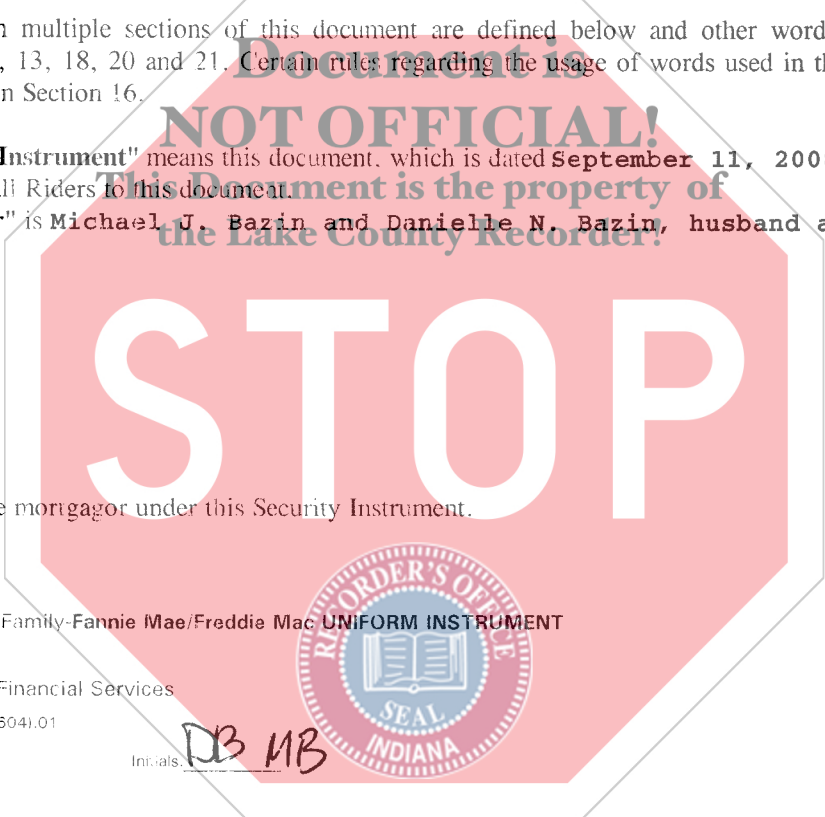 multiple sections of this document are defined below and other word
, 13, 18, 20 and 21. Certain rules regarding the usage of words used in
n Section 16.
Document is
NOT OFFICIAL!
This Document is the property of
the Lake County Recorder!
Instrument" means this document, which is dated September 11, 200
ll Riders to this document.
" is Michael J. Bazin and Danielle N. Bazin, husband a
STOP
e mortgagor under this Security Instrument.
RECORDER'S OFFICE
SEAL
INDIANA
Family-Fannie Mae/Freddie Mac UNIFORM INSTRUMENT
Financial Services
604).01
Initials: DB MB